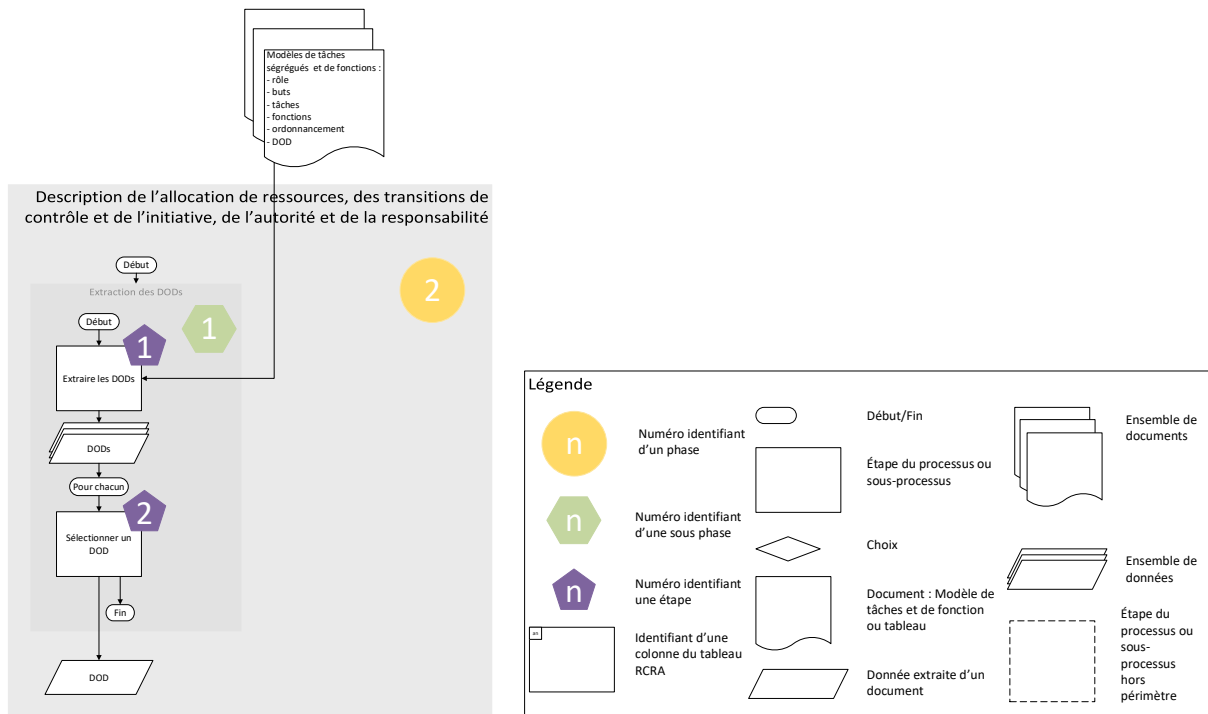 Modèles de tâches
ségrégués et de fonctions :
- rôle
- buts
- tâches
- fonctions
- ordonnancement
- DOD
Description de l'allocation de ressources, des transitions de
contrôle et de l'initiative, de l'autorité et de la responsabilité
Début
2
Extraction des DODs
Début
1
1
Extraire les DODs
DODs
Pour chacun
2
Sélectionner un
DOD
Fin
DOD
Légende
n
Numéro identifiant
d'un phase
n
Numéro identifiant
d'une sous phase
n
Numéro identifiant
une étape
Identifiant d'une
colonne du tableau
RCRA
Début/Fin
Étape du processus ou
sous-processus
Choix
Document : Modèle de
tâches et de fonction
ou tableau
Donnée extraite d'un
document
Ensemble de
documents
Ensemble de
données
Étape du
processus ou
sous-
processus
hors
périmètre